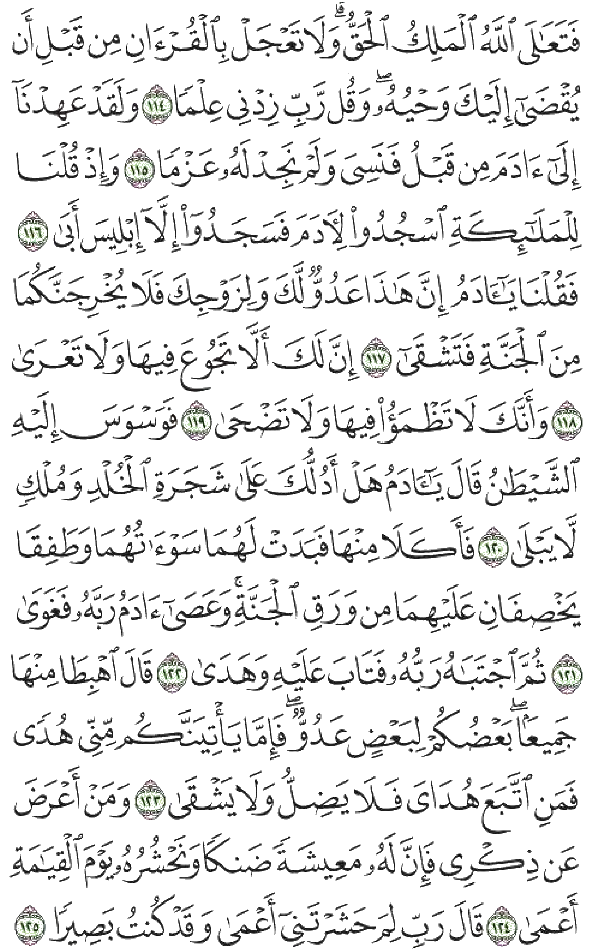 فَتَعَٰلَى ٱللَّهُ ٱلْمَلِكُ ٱلْحَقُّ ۗ وَلَا تَعْجَلْ بِٱلْقُرْءَانِ مِن قَبْلِ أَن
يُقْضَىٰٓ إِلَيْكَ وَحْيُهُۥ ۖ وَقُل رَّبِّ زِدْنِى عِلْمًا ١١٤ وَلَقَدْ عَهِدْنَآ
إِلَىٰٓ ءَادَمَ مِن قَبْلُ فَنَسِىَ وَلَمْ نَجِدْ لَهُۥ عَزْمًا ١١٥ وَإِذْ قُلْنَا
لِلْمَلَٰٓئِكَةِ ٱسْجُدُوا۟ لِءَادَمَ فَسَجَدُوٓا۟ إِلَّآ إِبْلِيسَ أَبَىٰ ١١٦
فَقُلْنَا يَٰٓـَٔادَمُ إِنَّ هَٰذَا عَدُوٌّ لَّكَ وَلِزَوْجِكَ فَلَا يُخْرِجَنَّكُمَا
مِنَ ٱلْجَنَّةِ فَتَشْقَىٰٓ ١١٧ إِنَّ لَكَ أَلَّا تَجُوعَ فِيهَا وَلَا تَعْرَىٰ
١١٨ وَأَنَّكَ لَا تَظْمَؤُا۟ فِيهَا وَلَا تَضْحَىٰ ١١٩ فَوَسْوَسَ إِلَيْهِ
ٱلشَّيْطَٰنُ قَالَ يَٰٓـَٔادَمُ هَلْ أَدُلُّكَ عَلَىٰ شَجَرَةِ ٱلْخُلْدِ وَمُلْكٍ
لَّا يَبْلَىٰ ١٢٠ فَأَكَلَا مِنْهَا فَبَدَتْ لَهُمَا سَوْءَٰتُهُمَا وَطَفِقَا
يَخْصِفَانِ عَلَيْهِمَا مِن وَرَقِ ٱلْجَنَّةِ ۚ وَعَصَىٰٓ ءَادَمُ رَبَّهُۥ فَغَوَىٰ
١٢١ ثُمَّ ٱجْتَبَٰهُ رَبُّهُۥ فَتَابَ عَلَيْهِ وَهَدَىٰ ١٢٢ قَالَ ٱهْبِطَا مِنْهَا
جَمِيعًۢا ۖ بَعْضُكُمْ لِبَعْضٍ عَدُوٌّ ۖ فَإِمَّا يَأْتِيَنَّكُم مِّنِّى هُدًى
فَمَنِ ٱتَّبَعَ هُدَاىَ فَلَا يَضِلُّ وَلَا يَشْقَىٰ ١٢٣ وَمَنْ أَعْرَضَ
عَن ذِكْرِى فَإِنَّ لَهُۥ مَعِيشَةً ضَنكًا وَنَحْشُرُهُۥ يَوْمَ ٱلْقِيَٰمَةِ
أَعْمَىٰ ١٢٤ قَالَ رَبِّ لِمَ حَشَرْتَنِىٓ أَعْمَىٰ وَقَدْ كُنتُ بَصِيرًا ١٢٥